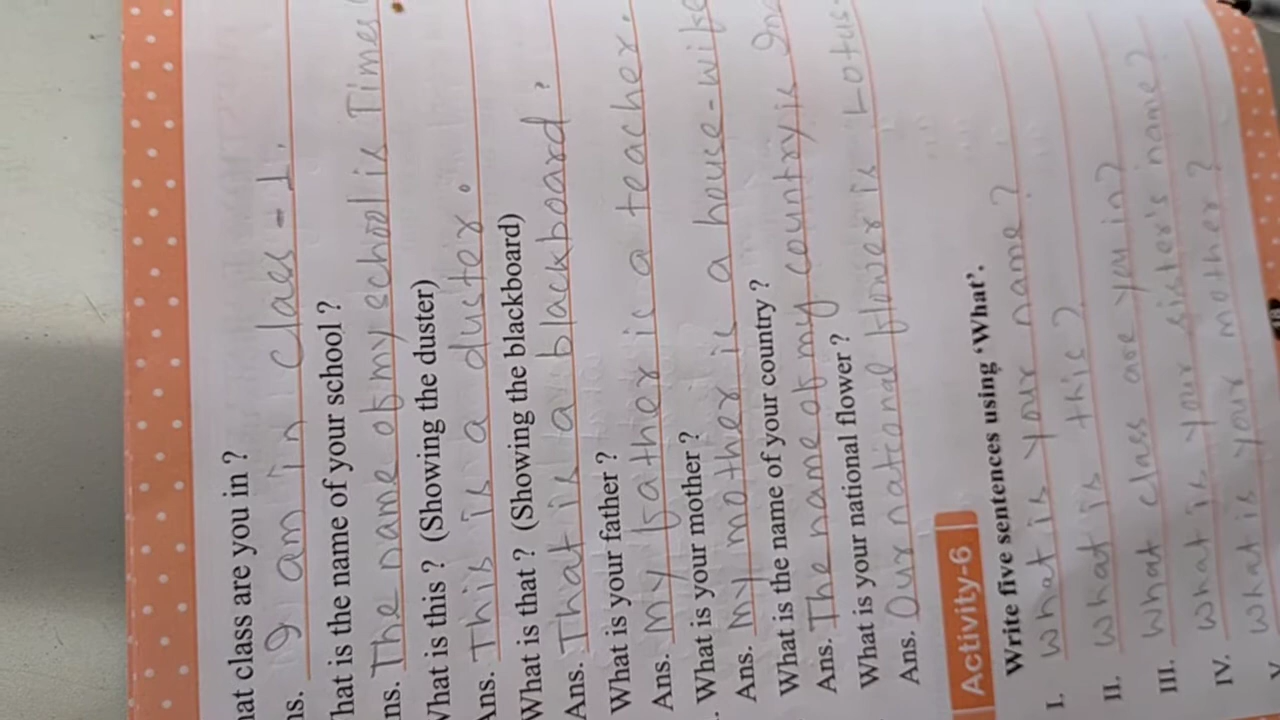 hat class are you in ?
ns. I am in class - 1.
hat is the name of your school ?
ns. The name of my school is Times
What is this ? (Showing the duster)
Ans. This is a duster.
What is that ? (Showing the blackboard)
Ans. That is a blackboard.
What is your father ?
Ans. My father is a teacher.
. What is your mother ?
Ans. My mother is a house-wife
What is the name of your country ?
Ans. The name of my country is
What is your national flower ?
Ans. Our national flower is Lotus.
Activity-6
Write five sentences using 'What'.
I. What is your name?
II. What is this?
III. What class are you in?
IV. What is your sister's name?
V. What is your mother?